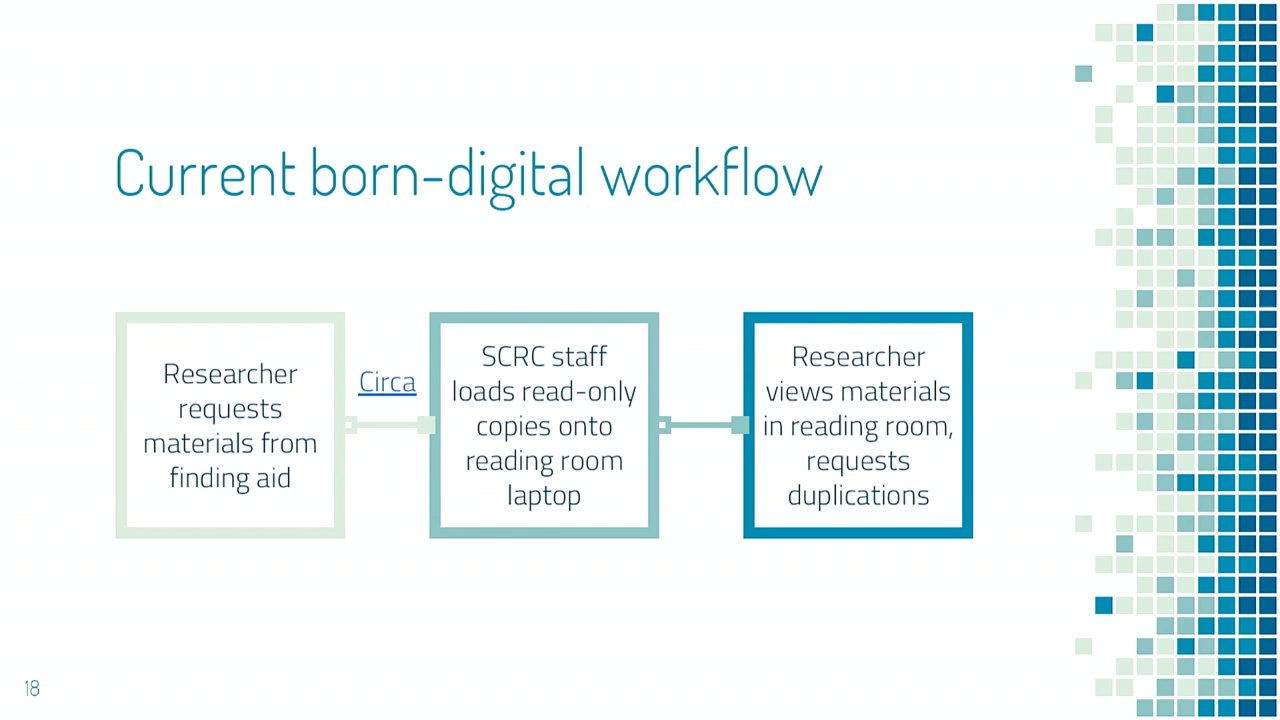 Current born-digital workflow
Researcher
requests
materials from
finding aid
Circa
SCRC staff
loads read-only
copies onto
reading room
laptop
Researcher
views materials
in reading room,
requests
duplications
18